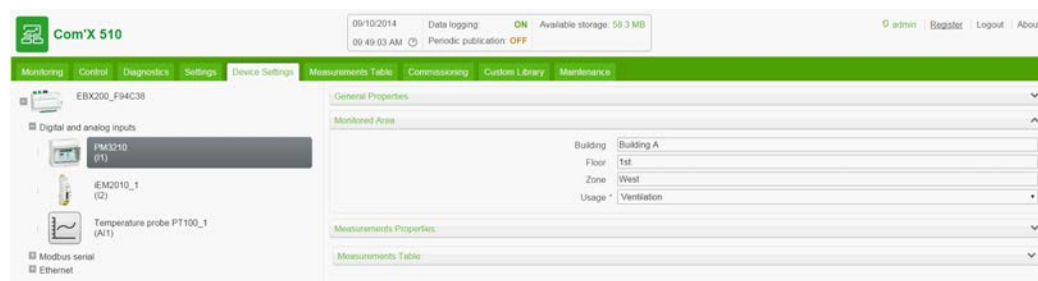 Com'X 510
09/10/2014
09:49:03 AM
Data logging: ON
Periodic publication: OFF
Available storage: 58.3 MB
admin Register Logout Abou
Monitoring Control Diagnostics Settings Device Settings Measurements Table Commissioning Custom Library Maintenance
EBX200_F94C38
Digital and analog inputs
PM3210
(I1)
iEM2010_1
(I2)
Temperature probe PT100_1
(AI1)
Modbus serial
Ethernet
General Properties
Monitored Area
Building Building A
Floor 1st
Zone West
Usage * Ventilation
Measurements Properties
Measurements Table